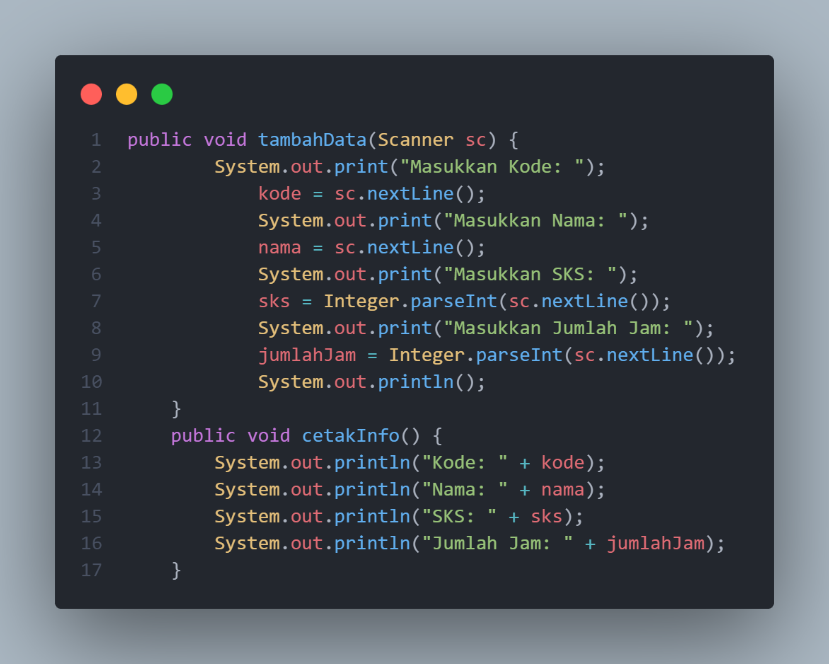 1 public void tambahData(Scanner sc) {
2 System.out.print("Masukkan Kode: ");
3 kode = sc.nextLine();
4 System.out.print("Masukkan Nama: ");
5 nama = sc.nextLine();
6 System.out.print("Masukkan SKS: ");
7 sks = Integer.parseInt(sc.nextLine());
8 System.out.print("Masukkan Jumlah Jam: ");
9 jumlahJam = Integer.parseInt(sc.nextLine());
10 System.out.println();
11 }
12 public void cetakInfo() {
13 System.out.println("Kode: " + kode);
14 System.out.println("Nama: " + nama);
15 System.out.println("SKS: " + sks);
16 System.out.println("Jumlah Jam: " + jumlahJam);
17 }